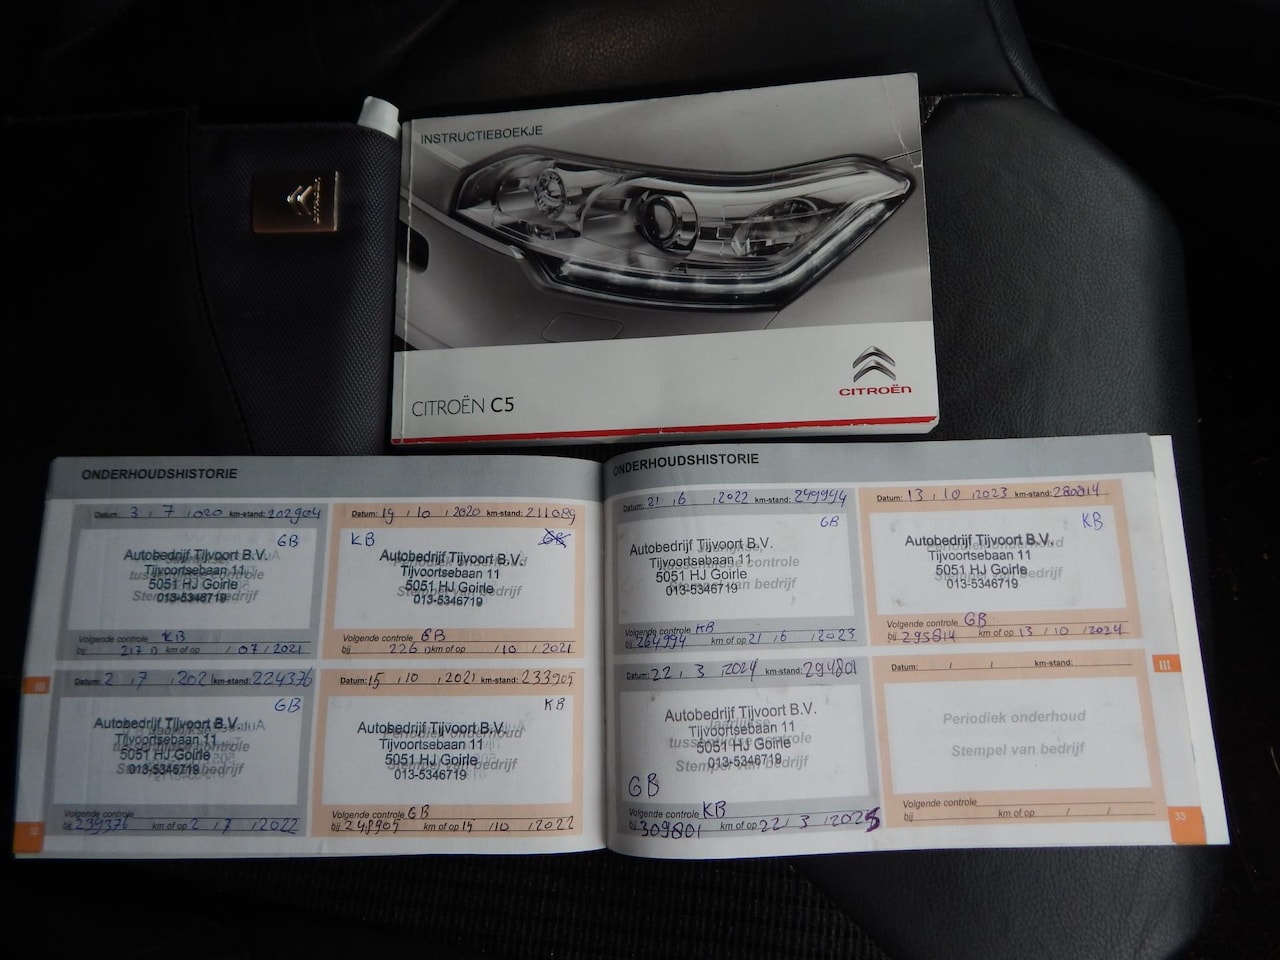 INSTRUCTIEBOEKJE
CITROËN
CITROËN C5
CITROËN
ONDERHOUDSHISTORIE
Datum: 3 , 7 , 2020 km-stand: 202904
GB
Autobedrijf Tijvoort B.V.
Tijvoortsebaan 11
5051 HJ Goirle
013-5346719
Stempel van bedrijf
Volgende controle KB
bij km of op / 07 / 2021
Datum: 14 , 10 , 2020 km-stand: 211089
KB GB
Autobedrijf Tijvoort B.V.
Tijvoortsebaan 11
5051 HJ Goirle
013-5346719
Volgende controle GB
bij 226 km of op / 10 / 2021
Datum: 2 , 7 , 2021 km-stand: 224376
GB
Autobedrijf Tijvoort B.V.
Tijvoortsebaan 11
5051 HJ Goirle
013-5346719
Volgende controle
bij 239376 km of op 2 / 7 / 2022
Datum: 15 , 10 , 2021 km-stand: 233905
KB
Autobedrijf Tijvoort B.V.
Tijvoortsebaan 11
5051 HJ Goirle
013-5346719
Volgende controle GB
bij 248905 km of op 15 / 10 / 2022
ONDERHOUDSHISTORIE
Datum: 21 , 6 , 2022 km-stand: 249994
GB
Autobedrijf Tijvoort B.V.
Tijvoortsebaan 11
5051 HJ Goirle
013-5346719
Volgende controle KB
bij 264994 km of op 21 / 6 / 2023
Datum: 13 , 10 , 2023 km-stand: 280814
KB
Autobedrijf Tijvoort B.V.
Tijvoortsebaan 11
5051 HJ Goirle
013-5346719
Volgende controle GB
bij 295814 km of op 13 / 10 / 2024
Datum: 22 , 3 , 2024 km-stand: 294801
Autobedrijf Tijvoort B.V.
Tijvoortsebaan 11
5051 HJ Goirle
013-5346719
GB
Volgende controle KB
bij 309801 km of op 22 / 3 / 2025
Datum: / / km-stand:
Periodiek onderhoud
Stempel van bedrijf
Volgende controle
bij km of op / /
III
III
32
33